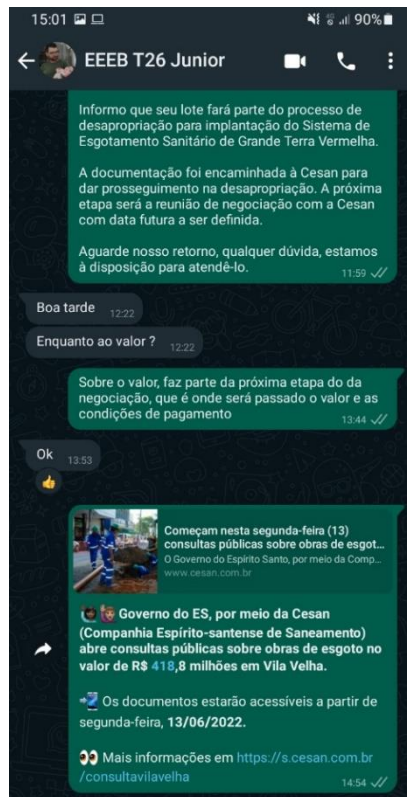 15:01
90%
EEEB T26 Junior
Informo que seu lote fará parte do processo de
desapropriação para implantação do Sistema de
Esgotamento Sanitário de Grande Terra Vermelha.
A documentação foi encaminhada à Cesan para
dar prosseguimento na desapropriação. A próxima
etapa será a reunião de negociação com a Cesan
com data futura a ser definida.
Aguarde nosso retorno, qualquer dúvida, estamos
à disposição para atendê-lo.
11:59
Boa tarde 12:22
Enquanto ao valor ? 12:22
Sobre o valor, faz parte da próxima etapa do da
negociação, que é onde será passado o valor e as
condições de pagamento
13:44
Ok 13:53
Começam nesta segunda-feira (13)
consultas públicas sobre obras de esgot...
O Governo do Espírito Santo, por meio da Comp...
www.cesan.com.br
Governo do ES, por meio da Cesan
(Companhia Espírito-santense de Saneamento)
abre consultas públicas sobre obras de esgoto no
valor de R$ 418,8 milhões em Vila Velha.
Os documentos estarão acessíveis a partir de
segunda-feira, 13/06/2022.
Mais informações em https://s.cesan.com.br
/consultavilavelha
14:54